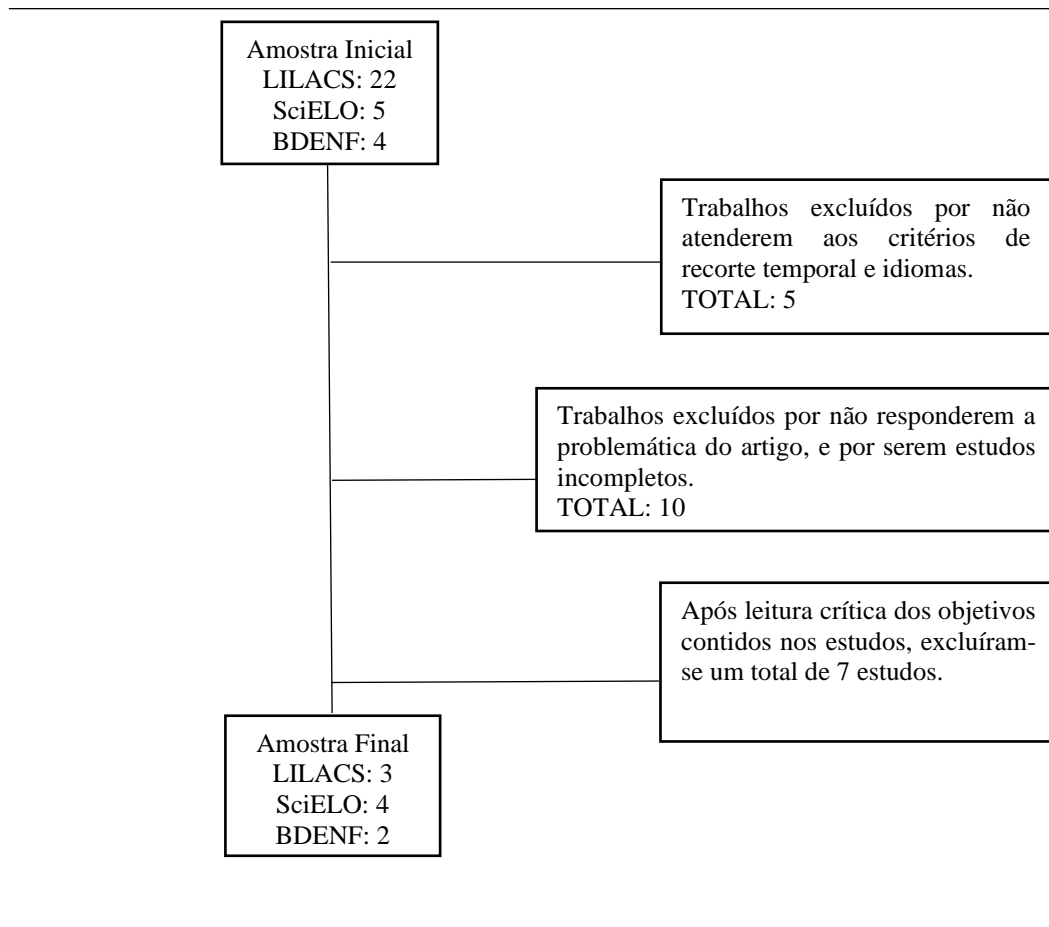 Amostra Inicial
LILACS: 22
SciELO: 5
BDENF: 4
Trabalhos excluídos por não
atenderem aos critérios de
recorte temporal e idiomas.
TOTAL: 5
Trabalhos excluídos por não responderem a
problemática do artigo, e por serem estudos
incompletos.
TOTAL: 10
Após leitura crítica dos objetivos
contidos nos estudos, excluíram-
se um total de 7 estudos.
Amostra Final
LILACS: 3
SciELO: 4
BDENF: 2